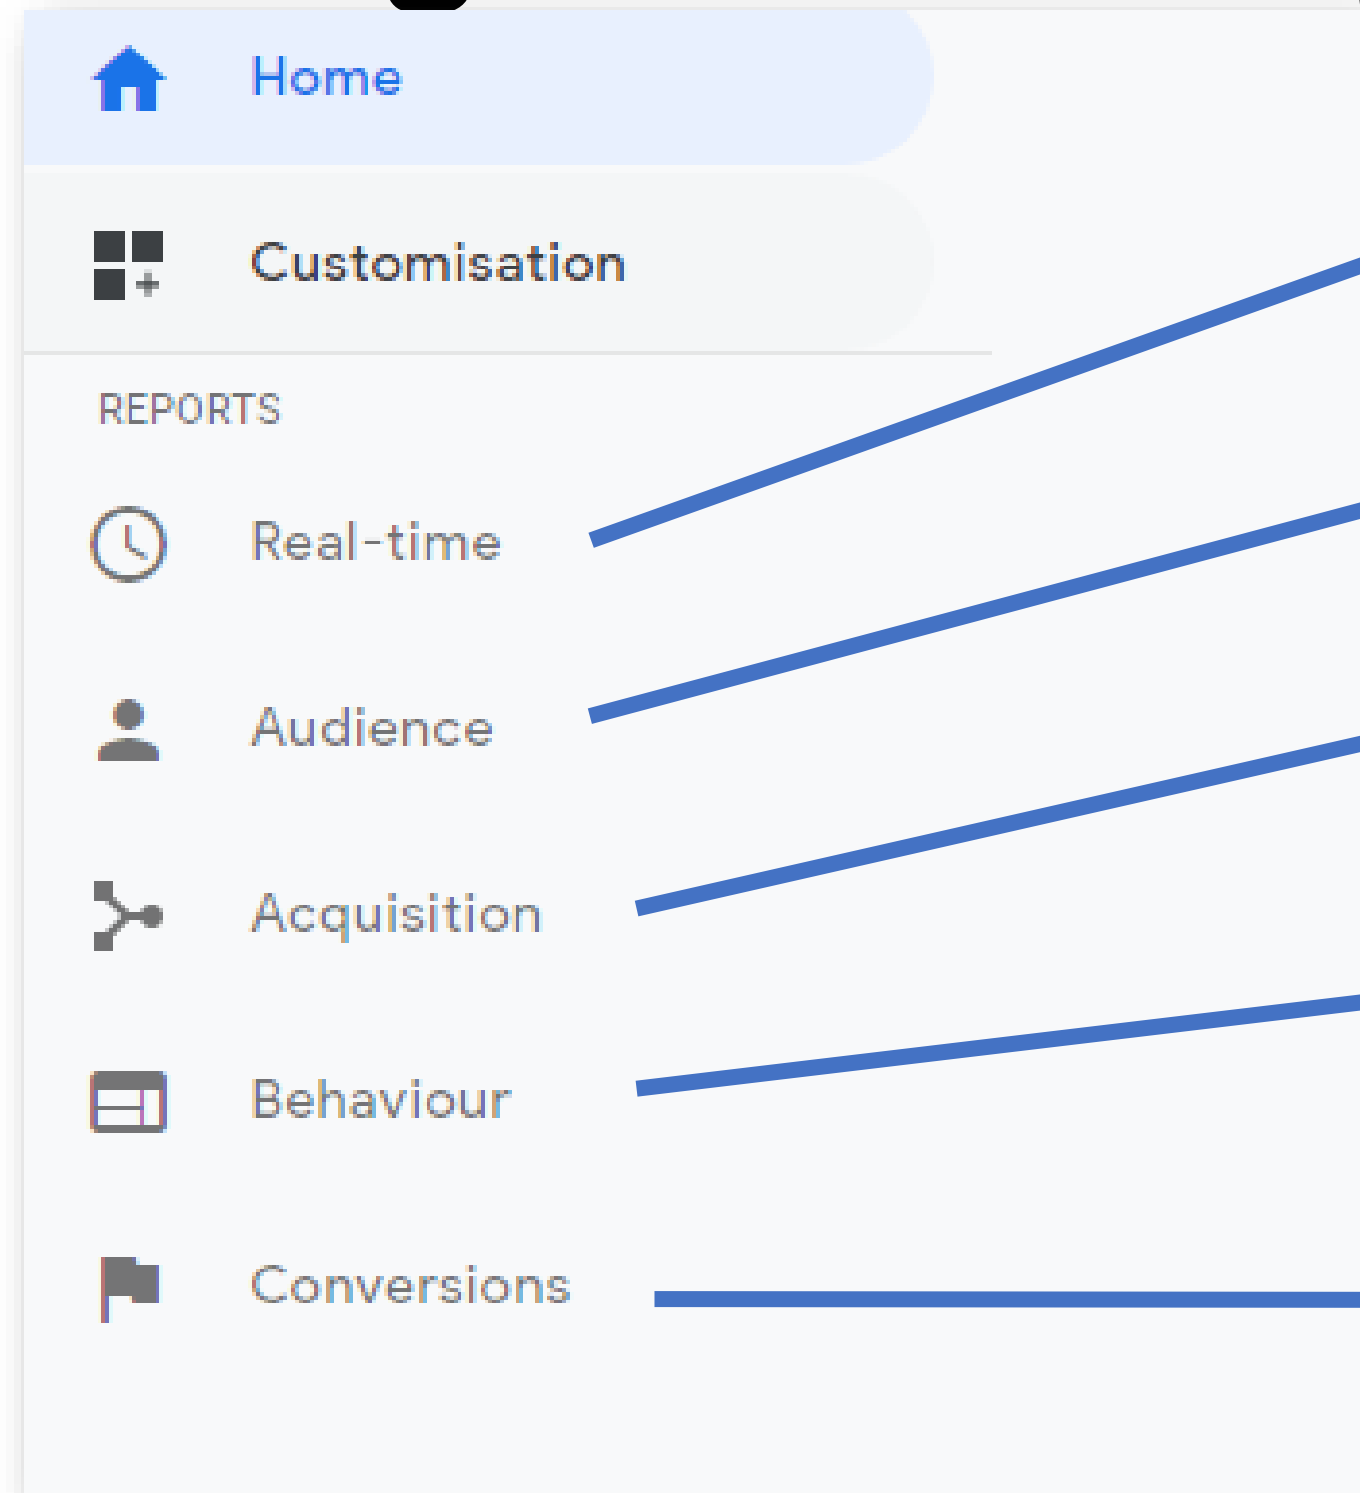 Home
Customisation
REPORTS
Real-time
Audience
Acquisition
Behaviour
Conversions